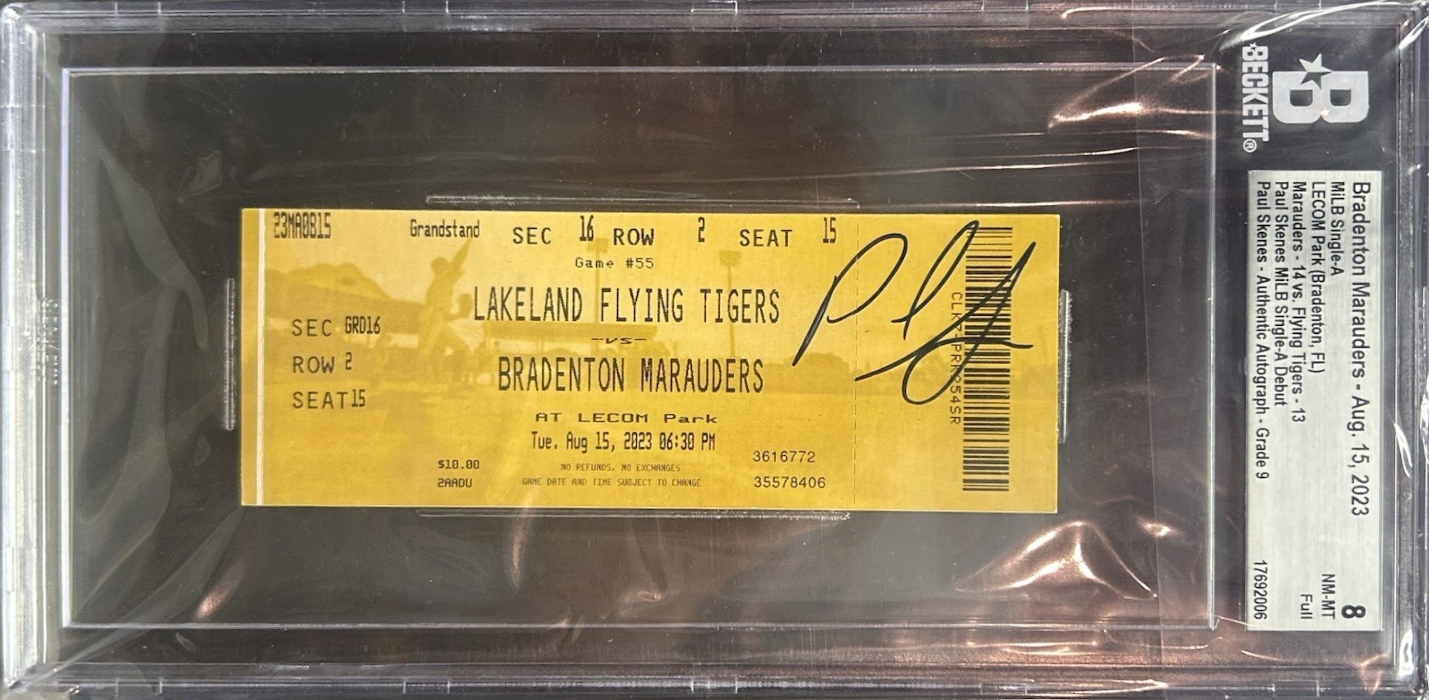 23MA0815 Grandstand SEC 16 ROW 2 SEAT 15
Game #55
LAKELAND FLYING TIGERS
-vs-
BRADENTON MARAUDERS
AT LECOM Park
Tue. Aug 15, 2023 06:30 PM
SEC GRD16
ROW 2
SEAT 15
$10.00
2AADU
NO REFUNDS, NO EXCHANGES
GAME DATE AND TIME SUBJECT TO CHANGE
3616772
35578406
B
BECKETT®
Bradenton Marauders - Aug. 15, 2023
MiLB Single-A
LECOM Park (Bradenton, FL)
Marauders - 14 vs. Flying Tigers - 13
Paul Skenes MiLB Single-A Debut
Paul Skenes - Authentic Autograph - Grade 9
8
NM-MT
Full
17692006